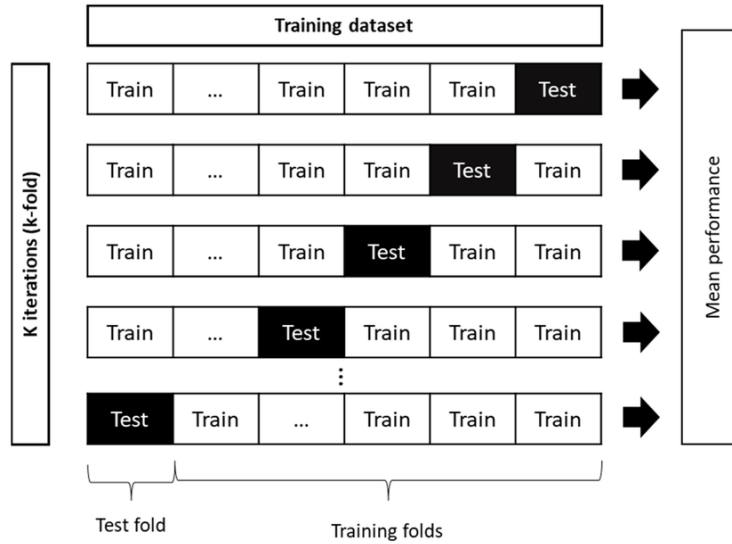 Training dataset
K iterations (k-fold)
Train ... Train Train Train Test
Train ... Train Train Test Train
Train ... Train Test Train Train
Train ... Test Train Train Train
⋮
Test Train ... Train Train Train
Mean performance
Test fold
Training folds